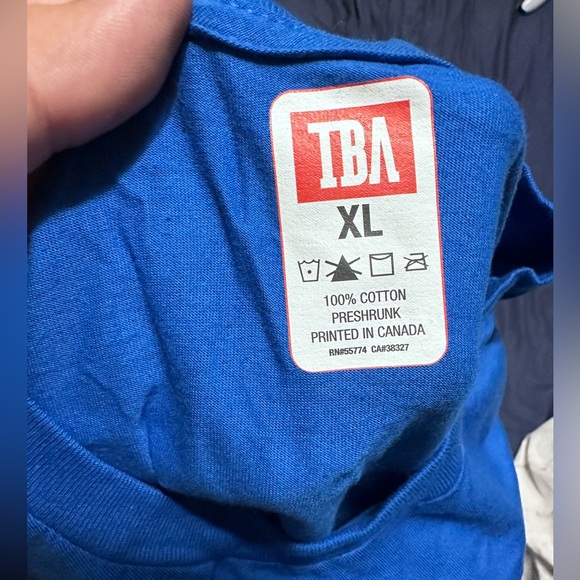 TBA
XL
100% COTTON
PRESHRUNK
PRINTED IN CANADA
RN#55774 CA#38327